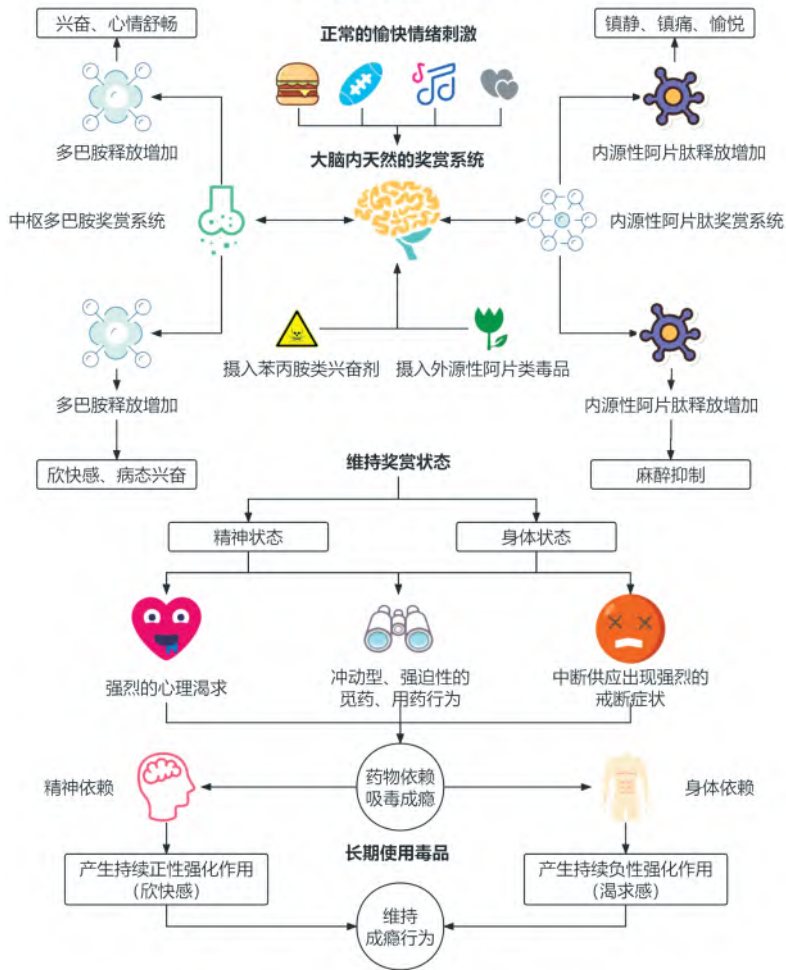 兴奋、心情舒畅
正常的愉快情绪刺激
镇静、镇痛、愉悦
多巴胺释放增加
大脑内天然的奖赏系统
内源性阿片肽释放增加
中枢多巴胺奖赏系统
内源性阿片肽奖赏系统
摄入苯丙胺类兴奋剂
摄入外源性阿片类毒品
多巴胺释放增加
内源性阿片肽释放增加
欣快感、病态兴奋
维持奖赏状态
麻醉抑制
精神状态
身体状态
强烈的心理渴求
冲动型、强迫性的
觅药、用药行为
中断供应出现强烈的
戒断症状
精神依赖
药物依赖
吸毒成瘾
身体依赖
产生持续正性强化作用
（欣快感）
长期使用毒品
产生持续负性强化作用
（渴求感）
维持
成瘾行为